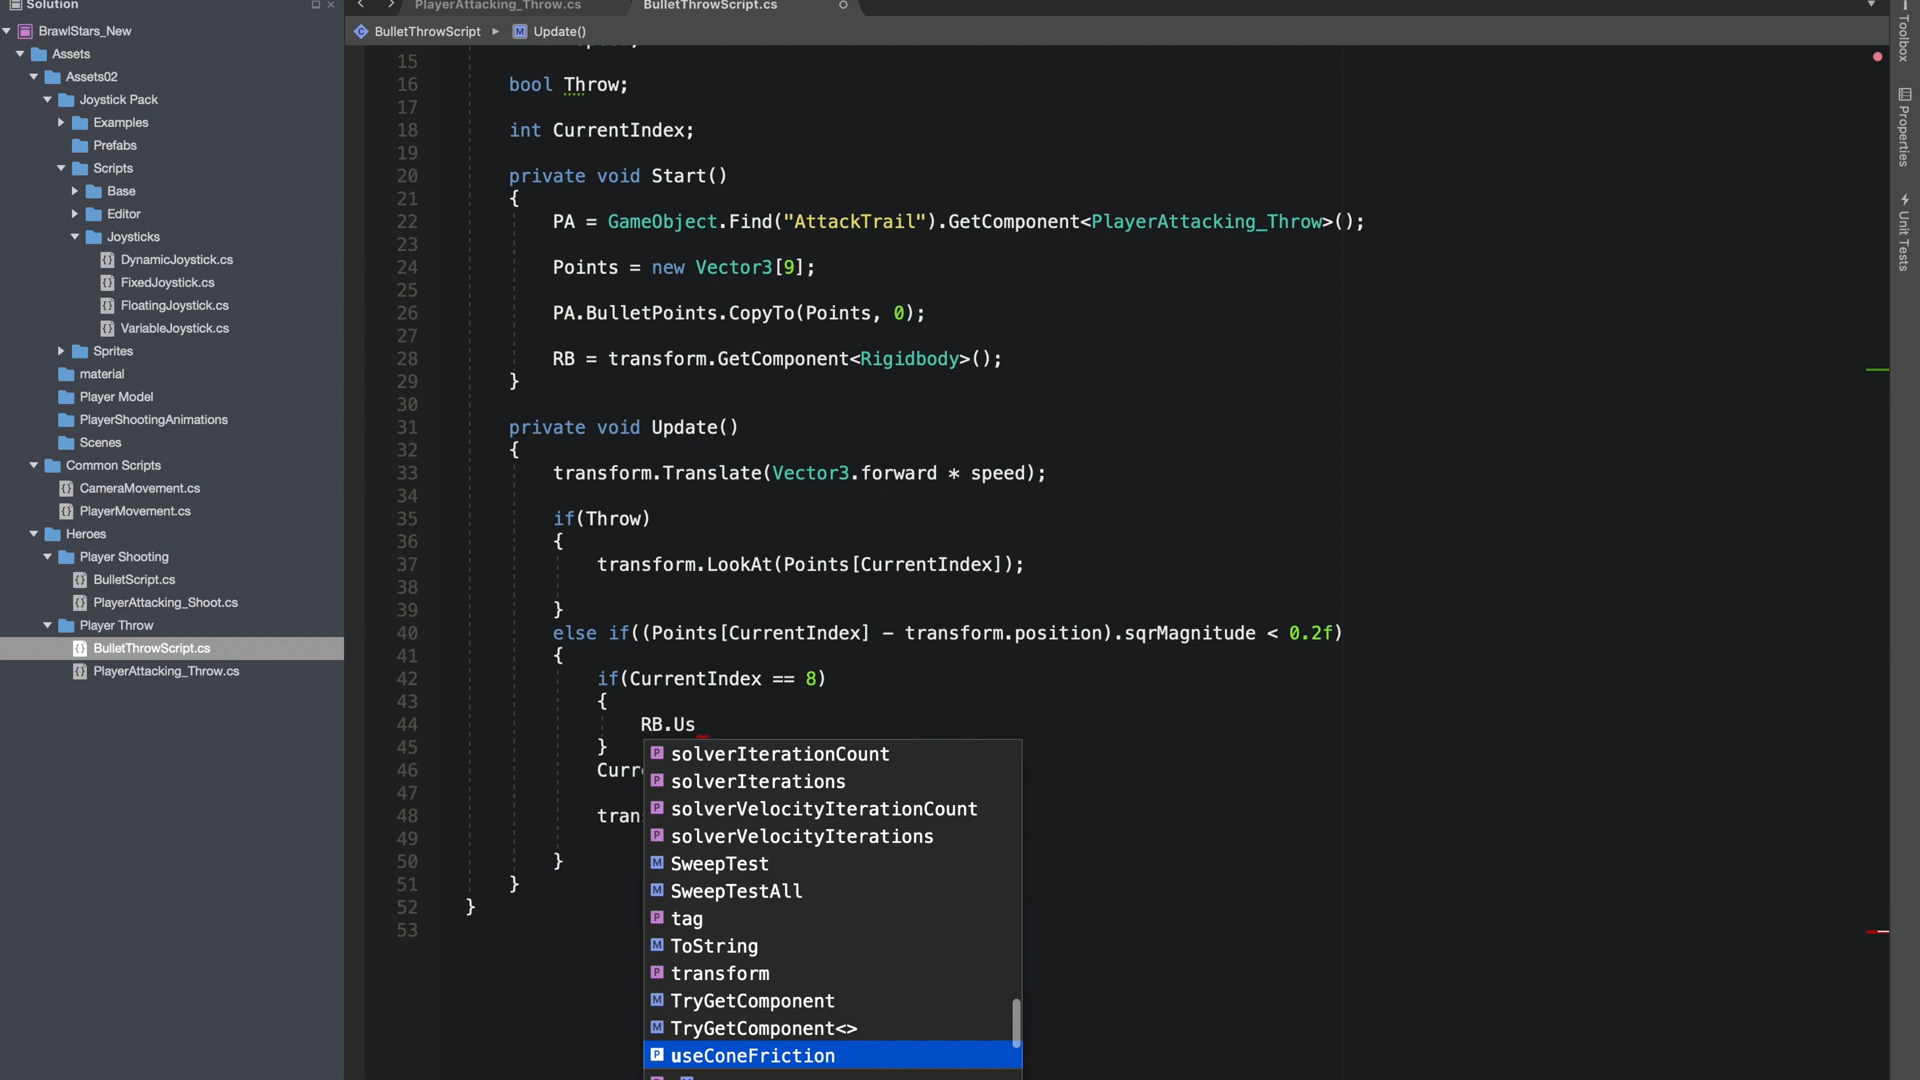 Solution
PlayerAttacking_Throw.cs
BulletThrowScript.cs
BrawlStars_New
Assets
Assets02
Joystick Pack
Examples
Prefabs
Scripts
Base
Editor
Joysticks
DynamicJoystick.cs
FixedJoystick.cs
FloatingJoystick.cs
VariableJoystick.cs
Sprites
material
Player Model
PlayerShootingAnimations
Scenes
Common Scripts
CameraMovement.cs
PlayerMovement.cs
Heroes
Player Shooting
BulletScript.cs
PlayerAttacking_Shoot.cs
Player Throw
BulletThrowScript.cs
PlayerAttacking_Throw.cs
BulletThrowScript ▸ Update()
15
16 bool Throw;
17
18 int CurrentIndex;
19
20 private void Start()
21 {
22 PA = GameObject.Find("AttackTrail").GetComponent<PlayerAttacking_Throw>();
23
24 Points = new Vector3[9];
25
26 PA.BulletPoints.CopyTo(Points, 0);
27
28 RB = transform.GetComponent<Rigidbody>();
29 }
30
31 private void Update()
32 {
33 transform.Translate(Vector3.forward * speed);
34
35 if(Throw)
36 {
37 transform.LookAt(Points[CurrentIndex]);
38
39 }
40 else if((Points[CurrentIndex] - transform.position).sqrMagnitude < 0.2f)
41 {
42 if(CurrentIndex == 8)
43 {
44 RB.Us
45 }
46 Curr
47
48 tran
49
50 }
51 }
52 }
53
solverIterationCount
solverIterations
solverVelocityIterationCount
solverVelocityIterations
SweepTest
SweepTestAll
tag
ToString
transform
TryGetComponent
TryGetComponent<>
useConeFriction
Toolbox
Properties
Unit Tests